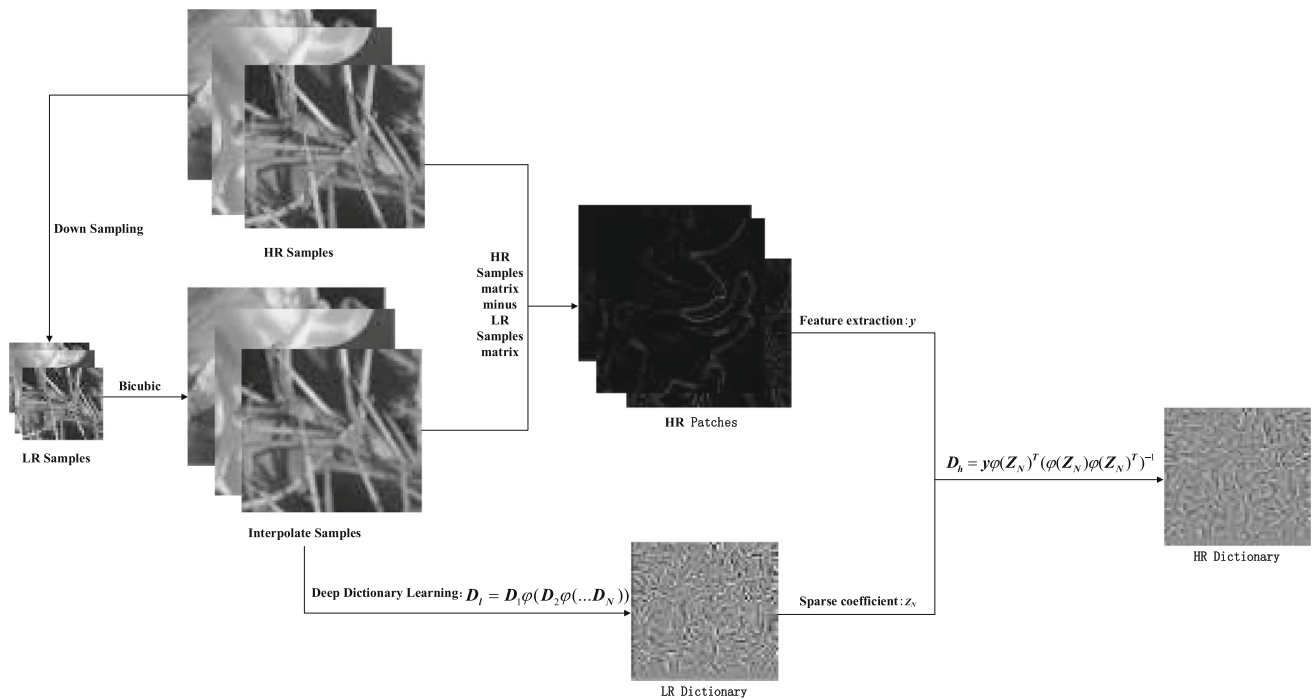 Down Sampling
HR Samples
HR
Samples
matrix
minus
LR
Samples
matrix
Feature extraction: y
HR Patches
Bicubic
LR Samples
Interpolate Samples
D_h = yφ(Z_N)^T(φ(Z_N)φ(Z_N)^T)^{-1}
HR Dictionary
Deep Dictionary Learning: D_l = D_1φ(D_2φ(...D_N))
Sparse coefficient: Z_N
LR Dictionary